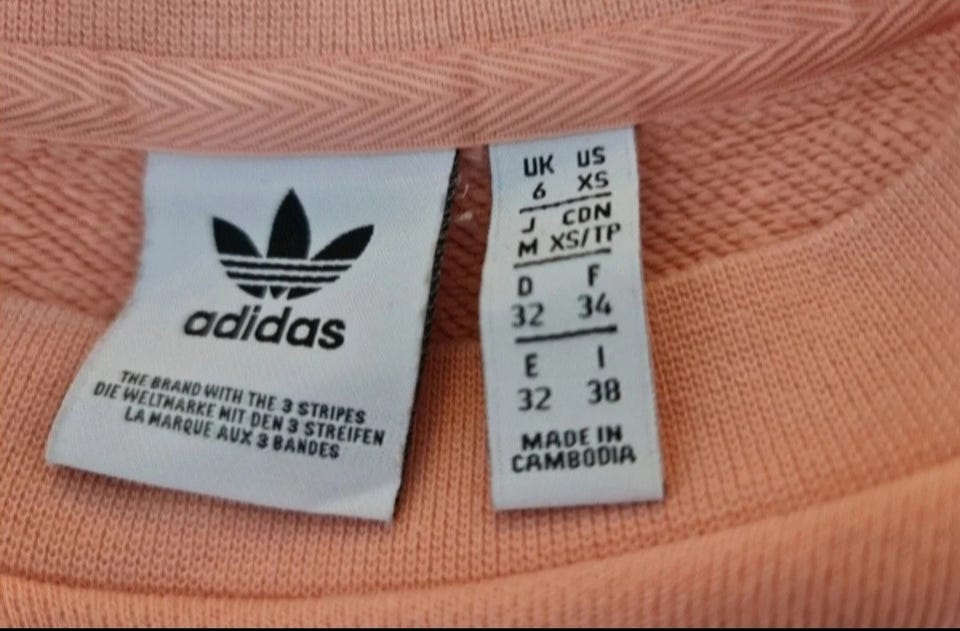 adidas
THE BRAND WITH THE 3 STRIPES
DIE WELTMARKE MIT DEN 3 STREIFEN
LA MARQUE AUX 3 BANDES
UK US
6 XS
J CDN
M XS/TP
D F
32 34
E I
32 38
MADE IN
CAMBODIA